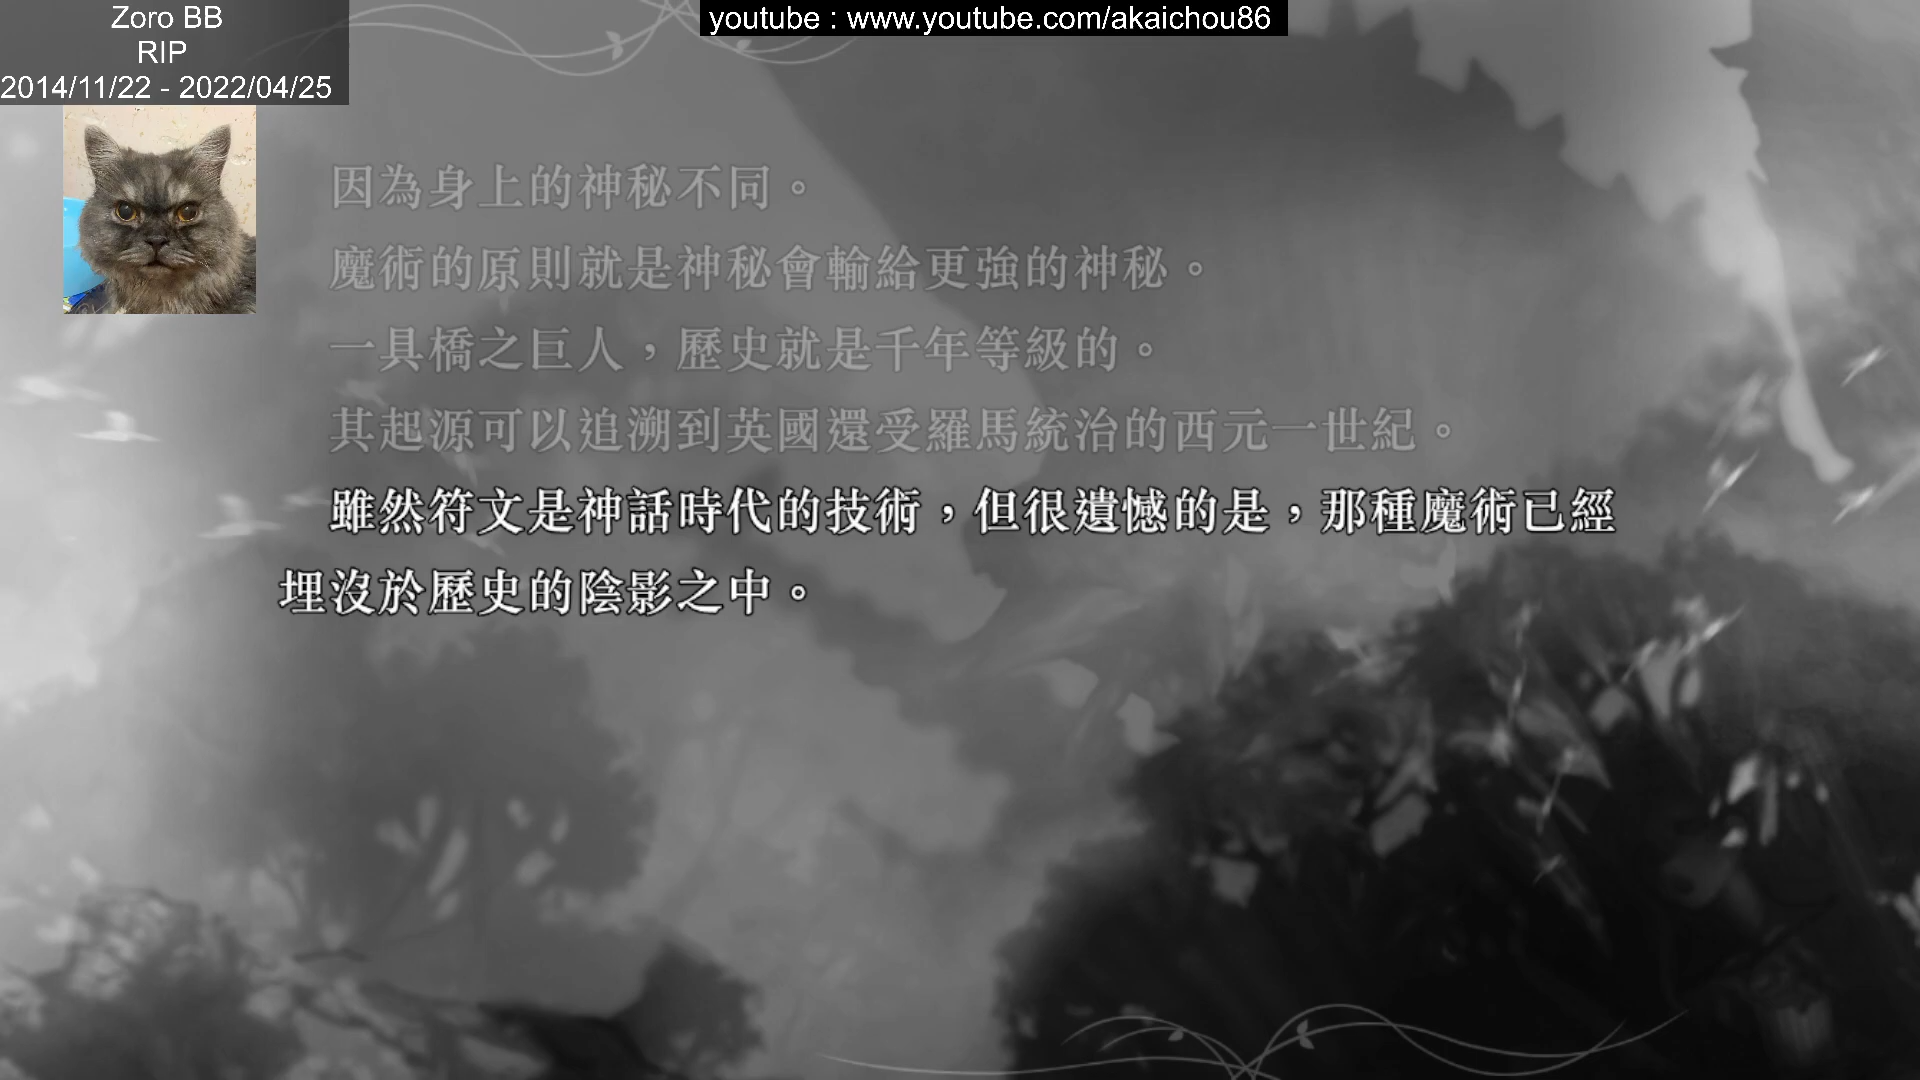 Zoro BB
RIP
2014/11/22 - 2022/04/25
youtube : www.youtube.com/akaichou86
因為身上的神秘不同。
魔術的原則就是神秘會輸給更強的神秘。
一具橋之巨人，歷史就是千年等級的。
其起源可以追溯到英國還受羅馬統治的西元一世紀。
雖然符文是神話時代的技術，但很遺憾的是，那種魔術已經
埋沒於歷史的陰影之中。